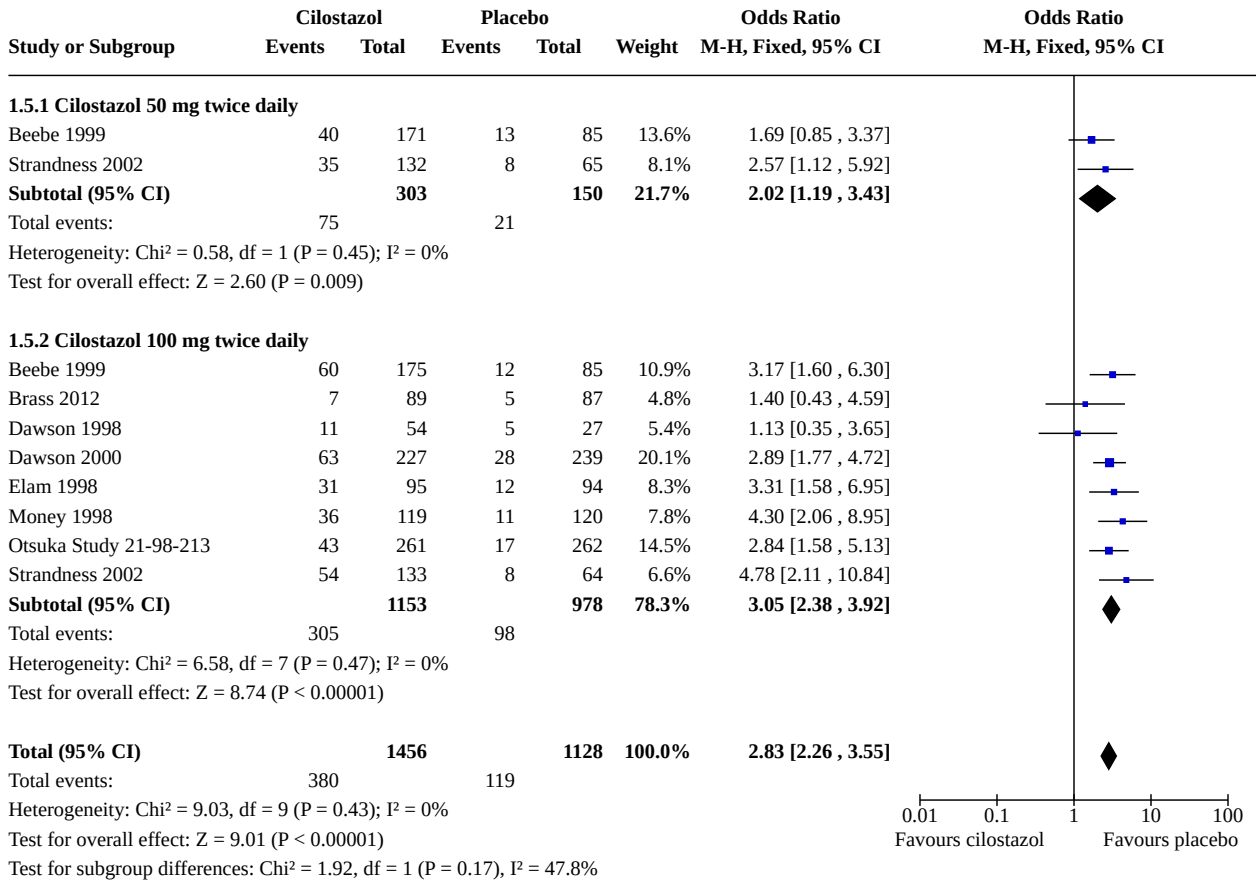 Cilostazol Placebo Odds Ratio Odds Ratio
Study or Subgroup Events Total Events Total Weight M-H, Fixed, 95% CI M-H, Fixed, 95% CI
1.5.1 Cilostazol 50 mg twice daily
Beebe 1999 40 171 13 85 13.6% 1.69 [0.85 , 3.37]
Strandness 2002 35 132 8 65 8.1% 2.57 [1.12 , 5.92]
Subtotal (95% CI) 303 150 21.7% 2.02 [1.19 , 3.43]
Total events: 75 21
Heterogeneity: Chi² = 0.58, df = 1 (P = 0.45); I² = 0%
Test for overall effect: Z = 2.60 (P = 0.009)
1.5.2 Cilostazol 100 mg twice daily
Beebe 1999 60 175 12 85 10.9% 3.17 [1.60 , 6.30]
Brass 2012 7 89 5 87 4.8% 1.40 [0.43 , 4.59]
Dawson 1998 11 54 5 27 5.4% 1.13 [0.35 , 3.65]
Dawson 2000 63 227 28 239 20.1% 2.89 [1.77 , 4.72]
Elam 1998 31 95 12 94 8.3% 3.31 [1.58 , 6.95]
Money 1998 36 119 11 120 7.8% 4.30 [2.06 , 8.95]
Otsuka Study 21-98-213 43 261 17 262 14.5% 2.84 [1.58 , 5.13]
Strandness 2002 54 133 8 64 6.6% 4.78 [2.11 , 10.84]
Subtotal (95% CI) 1153 978 78.3% 3.05 [2.38 , 3.92]
Total events: 305 98
Heterogeneity: Chi² = 6.58, df = 7 (P = 0.47); I² = 0%
Test for overall effect: Z = 8.74 (P < 0.00001)
Total (95% CI) 1456 1128 100.0% 2.83 [2.26 , 3.55]
Total events: 380 119
Heterogeneity: Chi² = 9.03, df = 9 (P = 0.43); I² = 0%
0.01 0.1 1 10 100
Test for overall effect: Z = 9.01 (P < 0.00001)
Favours cilostazol Favours placebo
Test for subgroup differences: Chi² = 1.92, df = 1 (P = 0.17), I² = 47.8%